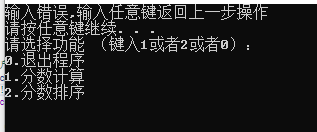 输入错误,输入任意键返回上一步操作
请按任意键继续. . .
请选择功能 (键入1或者2或者0):
0.退出程序
1.分数计算
2.分数排序